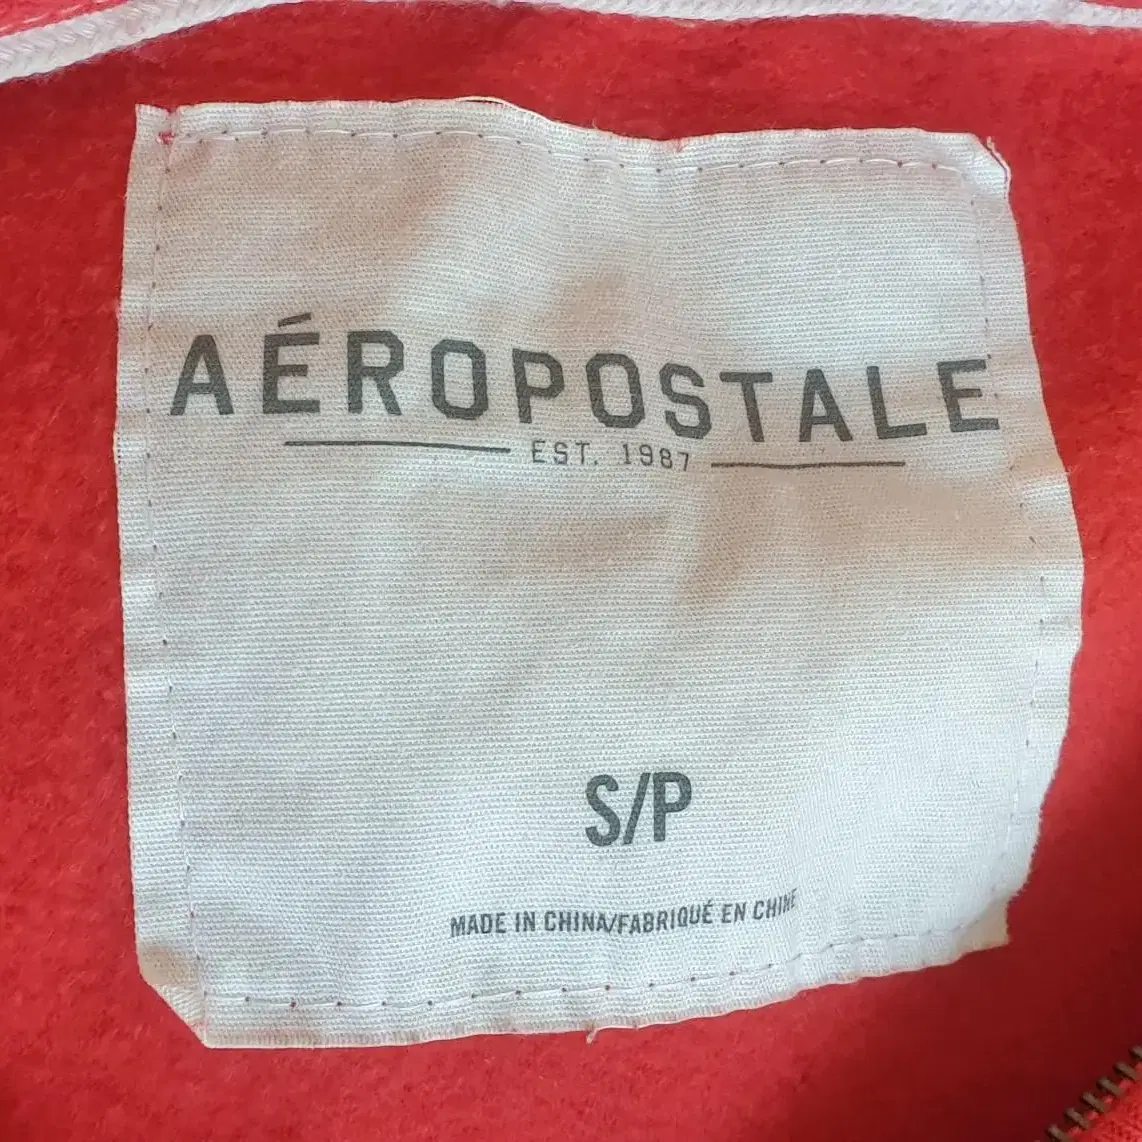 AÉROPOSTALE
EST. 1987
S/P
MADE IN CHINA/FABRIQUÉ EN CHINE